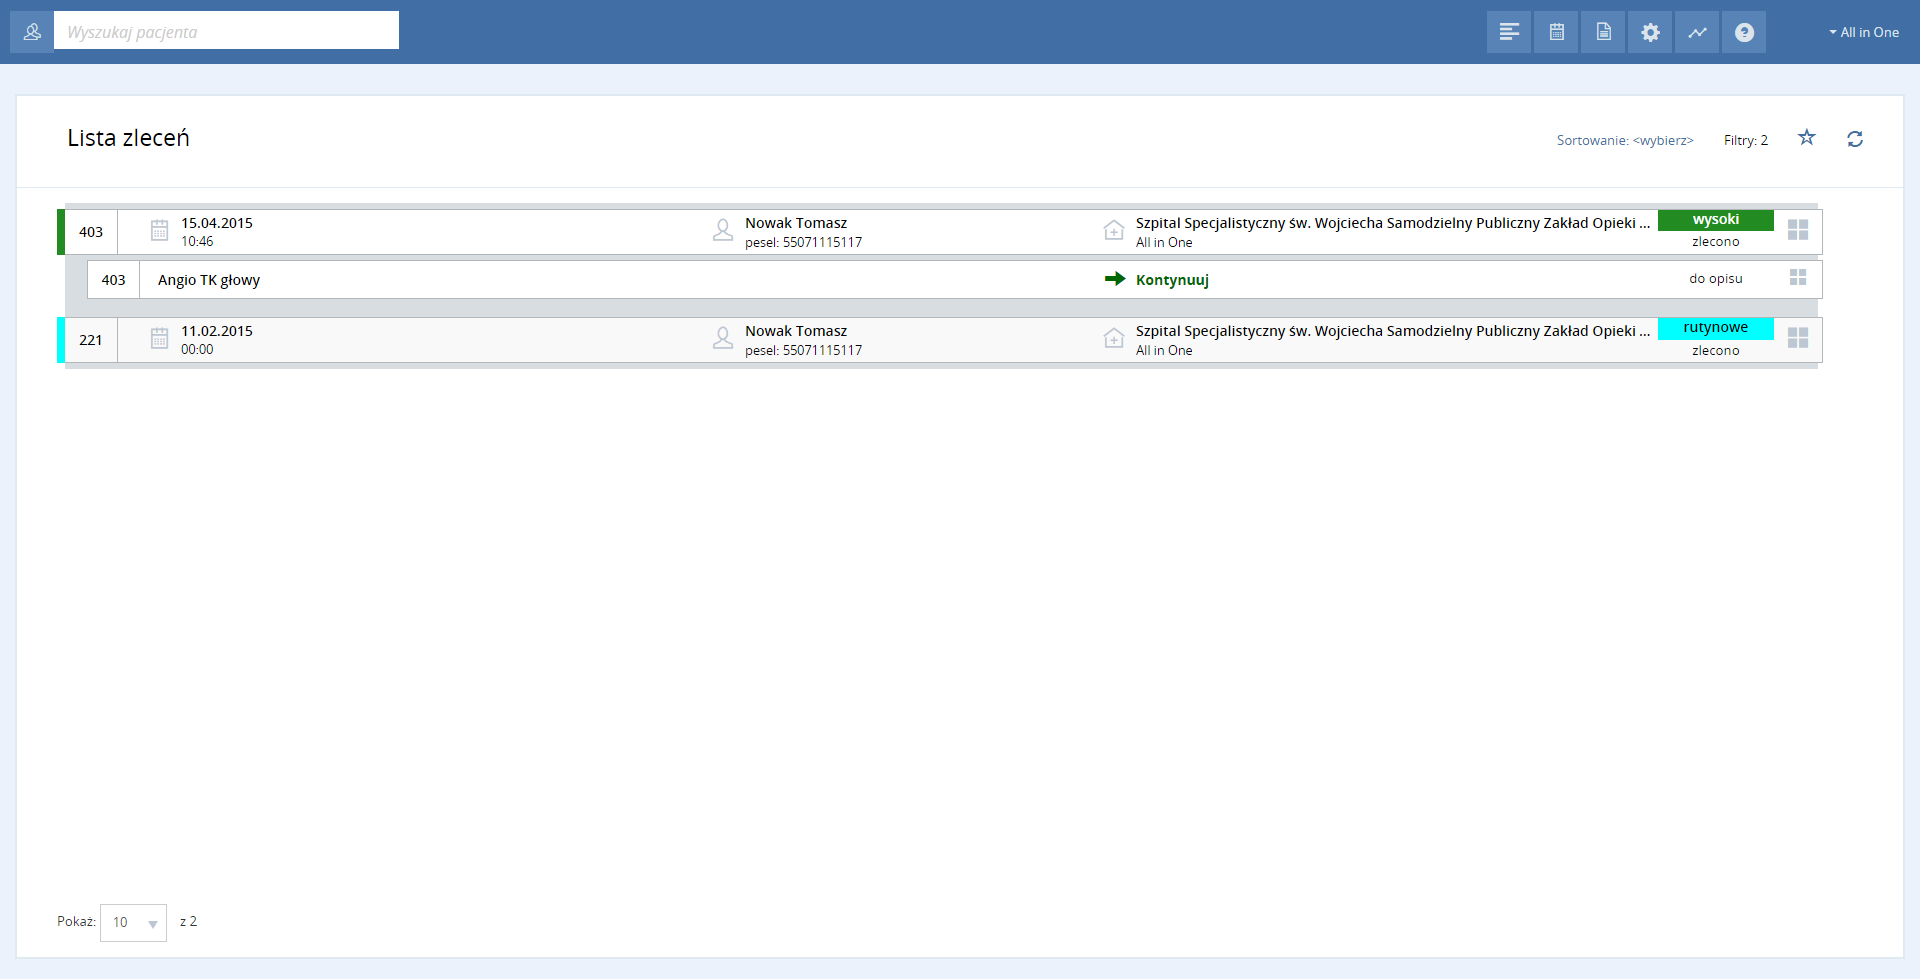 Wyszukaj pacjenta
All in One
Lista zleceń
Sortowanie: <wybierz>
Filtry: 2
403
15.04.2015
10:46
Nowak Tomasz
pesel: 55071115117
Szpital Specjalistyczny św. Wojciecha Samodzielny Publiczny Zakład Opieki ...
All in One
wysoki
zlecono
403
Angio TK głowy
Kontynuuj
do opisu
221
11.02.2015
00:00
Nowak Tomasz
pesel: 55071115117
Szpital Specjalistyczny św. Wojciecha Samodzielny Publiczny Zakład Opieki ...
All in One
rutynowe
zlecono
Pokaż: 10 z 2